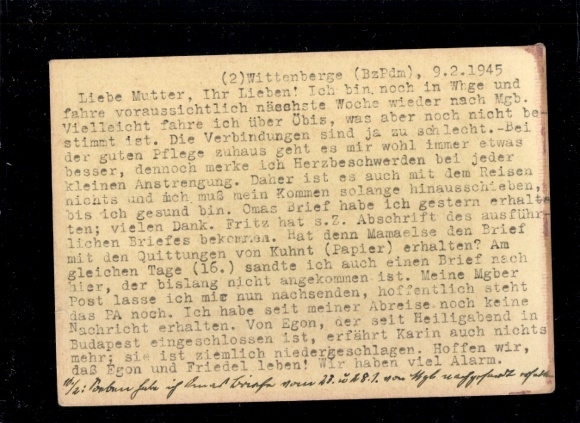 (2)Wittenberge (BzPdm), 9.2.1945
Liebe Mutter, Ihr Lieben! Ich bin noch in Wbge und
fahre voraussichtlich nächste Woche wieder nach Mgb.
Vielleicht fahre ich über Öbis, was aber noch nicht be-
stimmt ist. Die Verbindungen sind ja zu schlecht.-Bei
der guten Pflege zuhaus geht es mir wohl immer etwas
besser, dennoch merke ich Herzbeschwerden bei jeder
kleinen Anstrengung. Daher ist es auch mit dem Reisen
nichts und ich muß mein Kommen solange hinausschieben,
bis ich gesund bin. Omas Brief habe ich gestern erhal-
ten; vielen Dank. Fritz hat s.Z. Abschrift des ausführ-
lichen Briefes bekommen. Hat denn Mamaelse den Brief
mit den Quittungen von Kuhnt (Papier) erhalten? Am
gleichen Tage (16.) sandte ich auch einen Brief nach
hier, der bislang nicht angekommen ist. Meine Mgber
Post lasse ich mir nun nachsenden, hoffentlich steht
das PA noch. Ich habe seit meiner Abreise noch keine
Nachricht erhalten. Von Egon, der seit Heiligabend in
Budapest eingeschlossen ist, erfährt Karin auch nichts
mehr; sie ist ziemlich niedergeschlagen. Hoffen wir,
daß Egon und Friedel leben! Wir haben viel Alarm.
Soeben habe ich Omas Briefe vom 23. u. 28.1. von Mgb nachgesandt